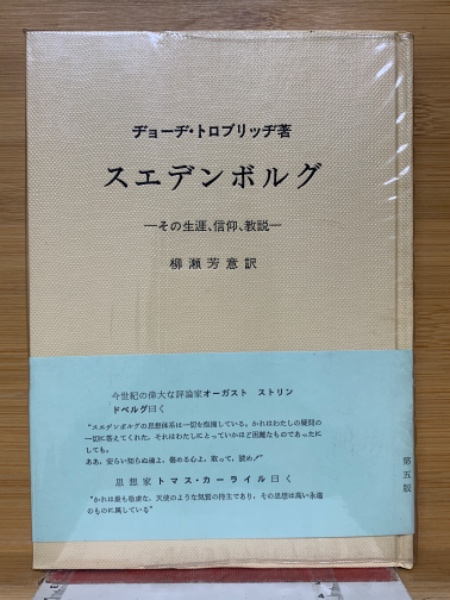 ヂョーヂ・トロブリッヂ著
スエデンボルグ
―その生涯、信仰、教説―
柳瀬芳意訳
今世紀の偉大な評論家オーガスト ストリン
ドベルグ曰く
“スエデンボルグの思想体系は一切を抱擁している。かれはわたしの疑問の
一切に答えてくれた。それはわたしにとっていかほど困難なものであったに
しても。
ああ、安らい知らぬ魂よ、傷める心よ、取って、読め！”
思想家トマス・カーライル曰く
“かれは最も敬虔な、天使のような気質の持主であり、その思想は高い永遠
のものに属している”
第五版